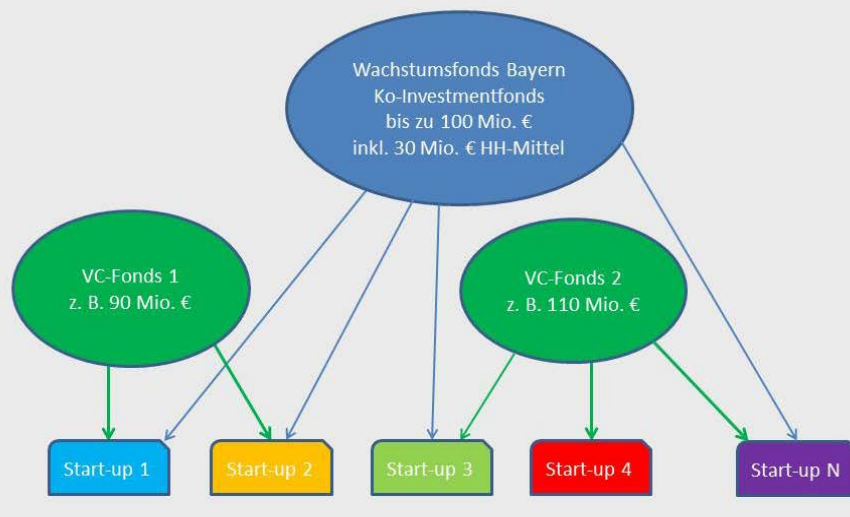 Wachstumsfonds Bayern
Ko-Investmentfonds
bis zu 100 Mio. €
inkl. 30 Mio. € HH-Mittel
VC-Fonds 1
z. B. 90 Mio. €
VC-Fonds 2
z. B. 110 Mio. €
Start-up 1
Start-up 2
Start-up 3
Start-up 4
Start-up N